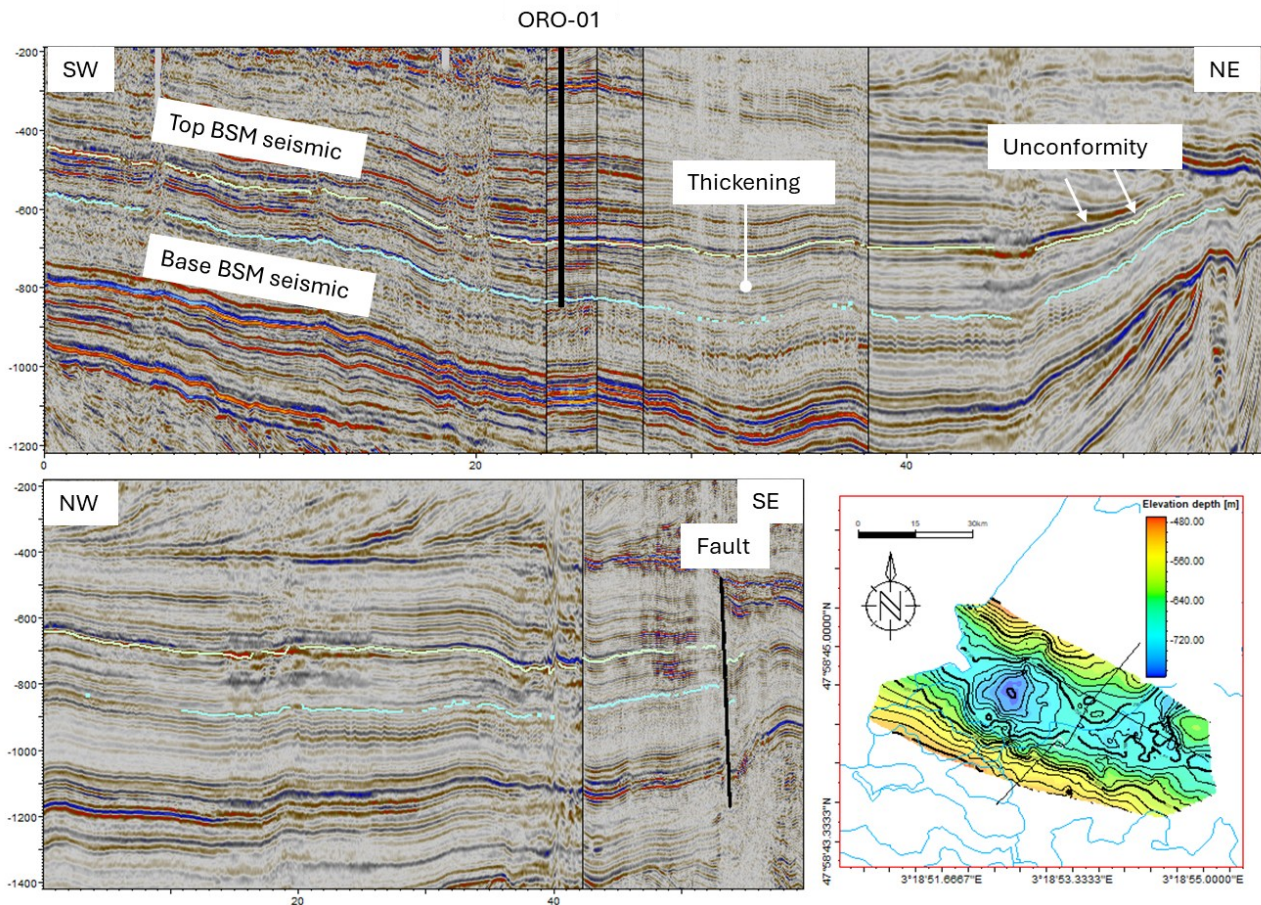 ORO-01
-200
SW
NE
-400
Top BSM seismic
Unconformity
Thickening
-600
Base BSM seismic
-800
-1000
-1200
0
20
40
-200
NW
SE
Elevation depth [m]
-480.00
0
15
30km
-400
Fault
-560.00
-640.00
-600
N
-720.00
47°58'45.0000"N
-800
-1000
-1200
47°58'43.3333"N
-1400
20
40
3°18'51.6667"E
3°18'53.3333"E
3°18'55.0000"E